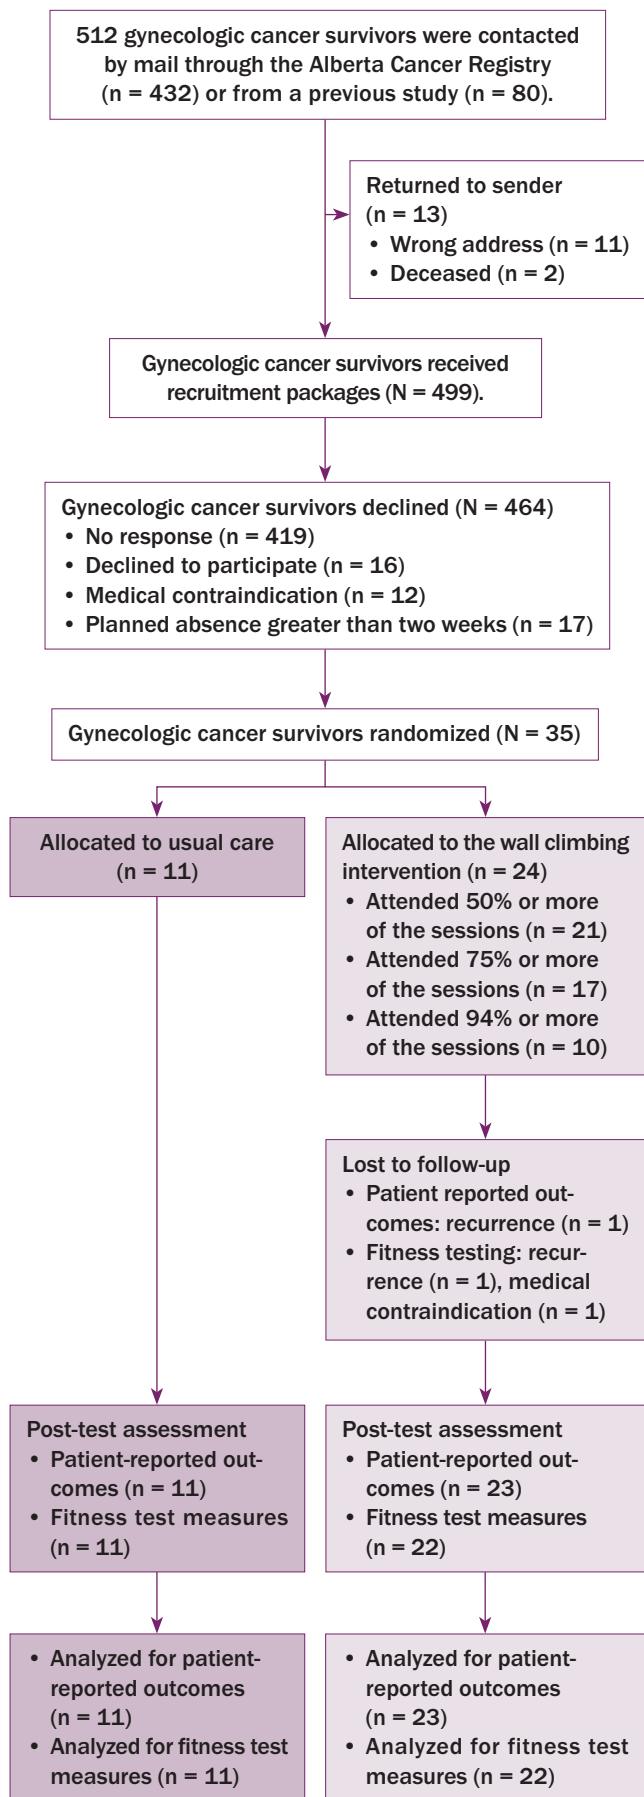 512 gynecologic cancer survivors were contacted
by mail through the Alberta Cancer Registry
(n = 432) or from a previous study (n = 80).
Returned to sender
(n = 13)
• Wrong address (n = 11)
• Deceased (n = 2)
Gynecologic cancer survivors received
recruitment packages (N = 499).
Gynecologic cancer survivors declined (N = 464)
• No response (n = 419)
• Declined to participate (n = 16)
• Medical contraindication (n = 12)
• Planned absence greater than two weeks (n = 17)
Gynecologic cancer survivors randomized (N = 35)
Allocated to usual care
(n = 11)
Allocated to the wall climbing
intervention (n = 24)
• Attended 50% or more
of the sessions (n = 21)
• Attended 75% or more
of the sessions (n = 17)
• Attended 94% or more
of the sessions (n = 10)
Lost to follow-up
• Patient reported out-
comes: recurrence (n = 1)
• Fitness testing: recur-
rence (n = 1), medical
contraindication (n = 1)
Post-test assessment
• Patient-reported out-
comes (n = 11)
• Fitness test measures
(n = 11)
Post-test assessment
• Patient-reported out-
comes (n = 23)
• Fitness test measures
(n = 22)
• Analyzed for patient-
reported outcomes
(n = 11)
• Analyzed for fitness test
measures (n = 11)
• Analyzed for patient-
reported outcomes
(n = 23)
• Analyzed for fitness test
measures (n = 22)